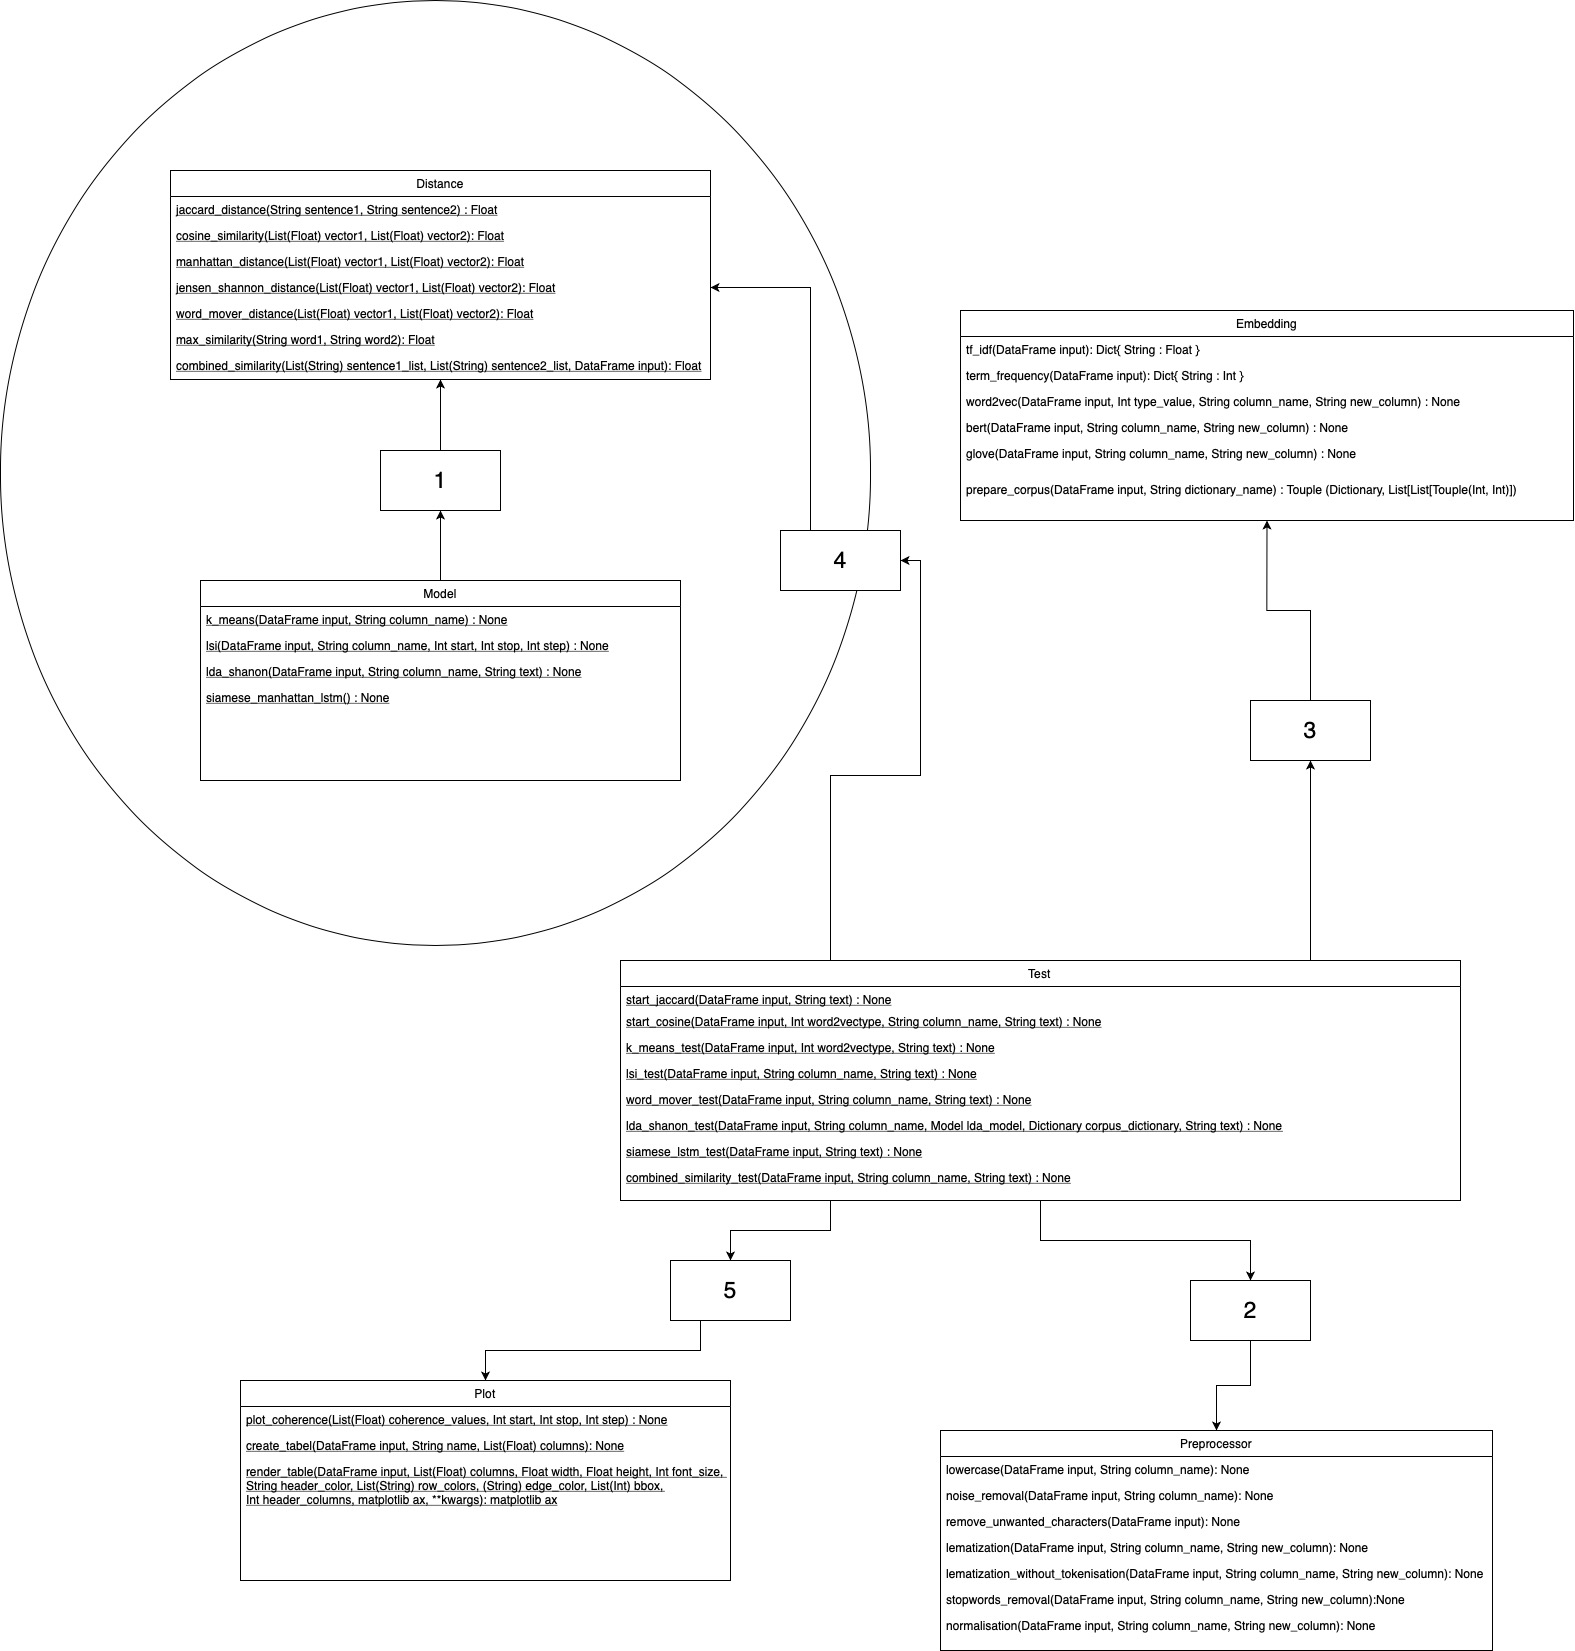 Distance
jaccard_distance(String sentence1, String sentence2) : Float
cosine_similarity(List(Float) vector1, List(Float) vector2): Float
manhattan_distance(List(Float) vector1, List(Float) vector2): Float
jensen_shannon_distance(List(Float) vector1, List(Float) vector2): Float
word_mover_distance(List(Float) vector1, List(Float) vector2): Float
max_similarity(String word1, String word2): Float
combined_similarity(List(String) sentence1_list, List(String) sentence2_list, DataFrame input): Float
Embedding
tf_idf(DataFrame input): Dict{ String : Float }
term_frequency(DataFrame input): Dict{ String : Int }
word2vec(DataFrame input, Int type_value, String column_name, String new_column) : None
bert(DataFrame input, String column_name, String new_column) : None
glove(DataFrame input, String column_name, String new_column) : None
prepare_corpus(DataFrame input, String dictionary_name) : Touple (Dictionary, List[List[Touple(Int, Int)])
1
4
Model
k_means(DataFrame input, String column_name) : None
lsi(DataFrame input, String column_name, Int start, Int stop, Int step) : None
lda_shanon(DataFrame input, String column_name, String text) : None
siamese_manhattan_lstm() : None
3
Test
start_jaccard(DataFrame input, String text) : None
start_cosine(DataFrame input, Int word2vectype, String column_name, String text) : None
k_means_test(DataFrame input, Int word2vectype, String text) : None
lsi_test(DataFrame input, String column_name, String text) : None
word_mover_test(DataFrame input, String column_name, String text) : None
lda_shanon_test(DataFrame input, String column_name, Model lda_model, Dictionary corpus_dictionary, String text) : None
siamese_lstm_test(DataFrame input, String text) : None
combined_similarity_test(DataFrame input, String column_name, String text) : None
5
2
Plot
plot_coherence(List(Float) coherence_values, Int start, Int stop, Int step) : None
create_tabel(DataFrame input, String name, List(Float) columns): None
render_table(DataFrame input, List(Float) columns, Float width, Float height, Int font_size,
String header_color, List(String) row_colors, (String) edge_color, List(Int) bbox,
Int header_columns, matplotlib ax, **kwargs): matplotlib ax
Preprocessor
lowercase(DataFrame input, String column_name): None
noise_removal(DataFrame input, String column_name): None
remove_unwanted_characters(DataFrame input): None
lematization(DataFrame input, String column_name, String new_column): None
lematization_without_tokenisation(DataFrame input, String column_name, String new_column): None
stopwords_removal(DataFrame input, String column_name, String new_column):None
normalisation(DataFrame input, String column_name, String new_column): None